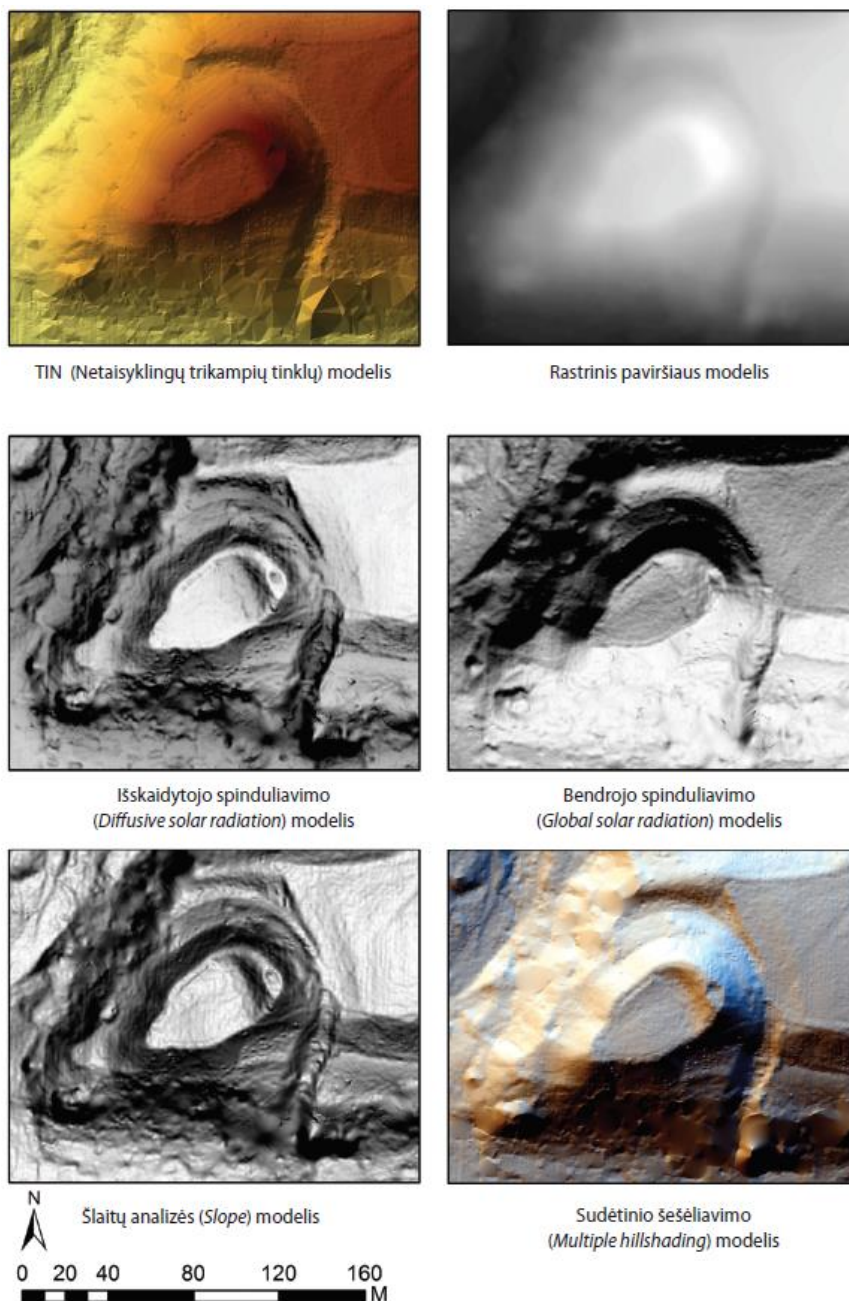 TIN (Netaisyklingų trikampių tinklų) modelis
Rastrinis paviršiaus modelis
Išskaidytojo spinduliavimo
(Diffusive solar radiation) modelis
Bendrojo spinduliavimo
(Global solar radiation) modelis
Šlaitų analizės (Slope) modelis
Sudėtinio šešėliavimo
(Multiple hillshading) modelis
N
0 20 40 80 120 160
M